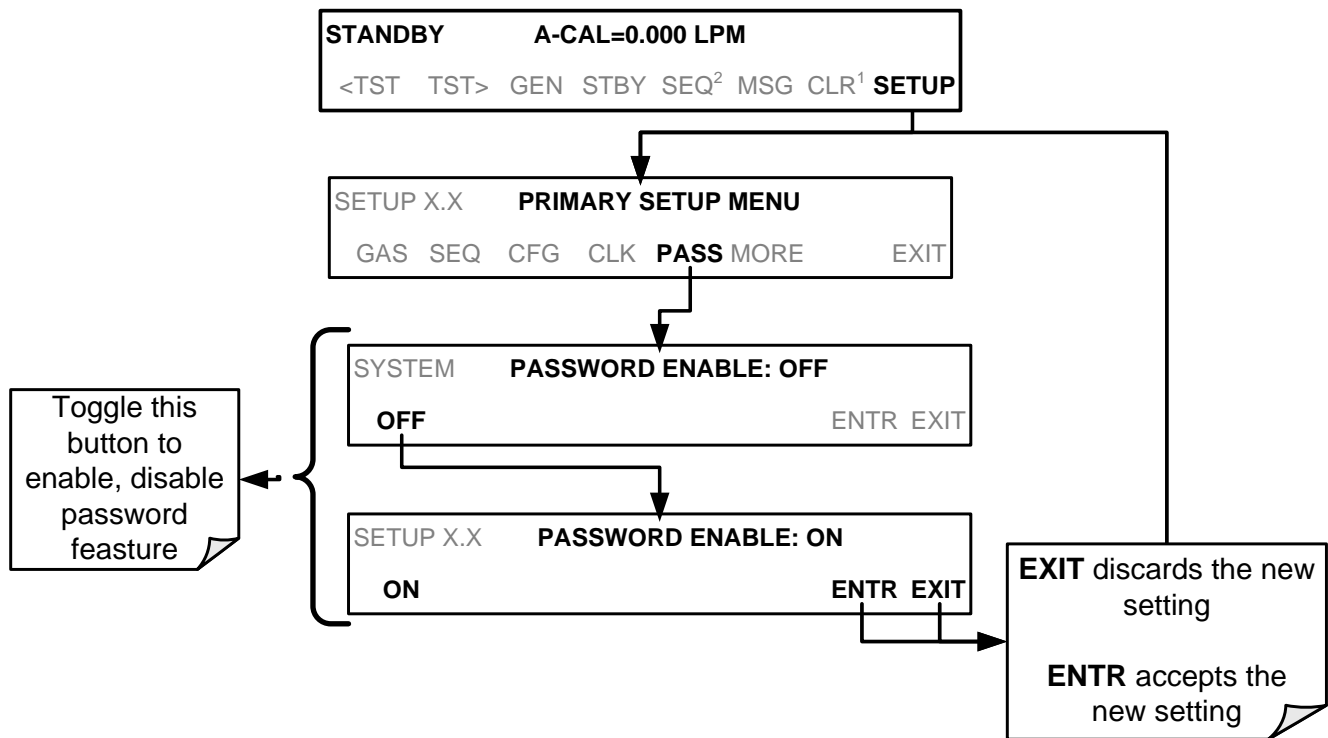 STANDBY A-CAL=0.000 LPM
<TST TST> GEN STBY SEQ² MSG CLR¹ SETUP
SETUP X.X PRIMARY SETUP MENU
GAS SEQ CFG CLK PASS MORE EXIT
SYSTEM PASSWORD ENABLE: OFF
OFF ENTR EXIT
Toggle this
button to
enable, disable
password
feasture
SETUP X.X PASSWORD ENABLE: ON
ON ENTR EXIT
EXIT discards the new
setting
ENTR accepts the
new setting